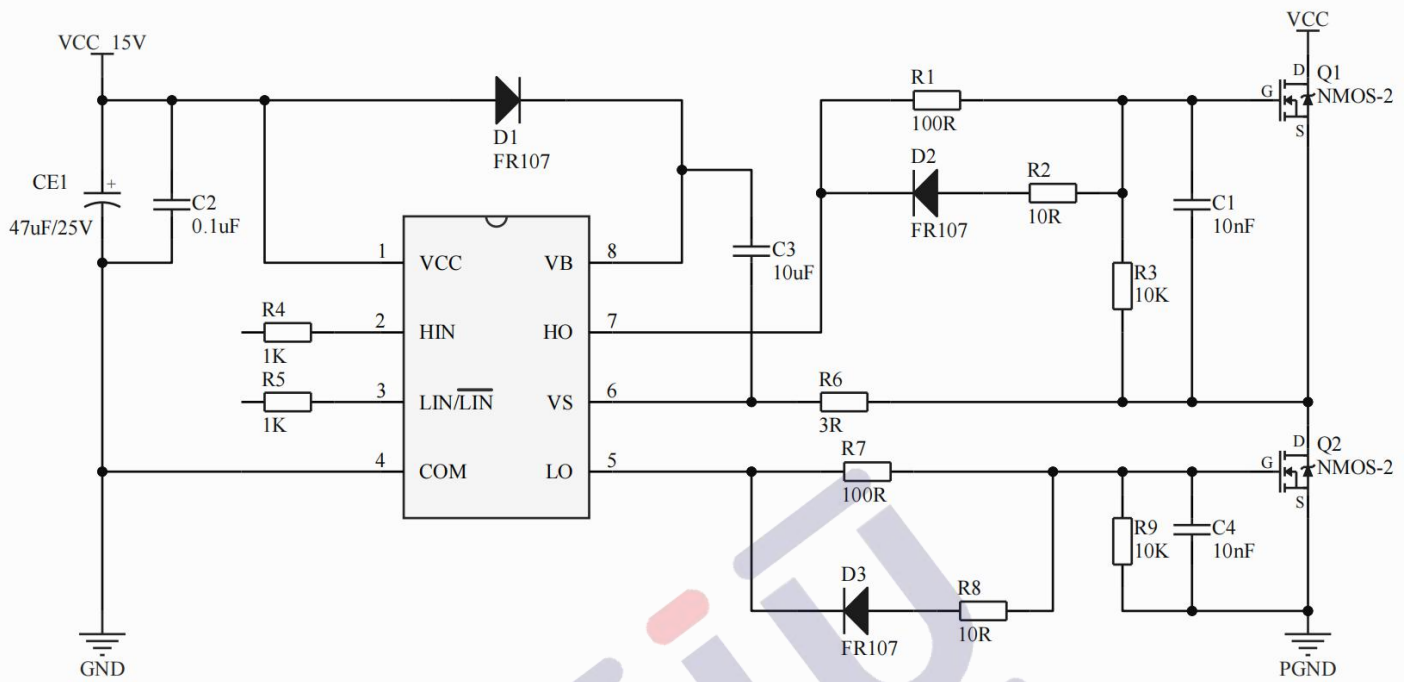 VCC 15V
CE1
+
47uF/25V
C2
0.1uF
GND
D1
FR107
1
VCC
VB
8
R4
1K
2
HIN
HO
7
R5
1K
3
LIN/LIN
VS
6
4
COM
LO
5
C3
10uF
R1
100R
D2
FR107
R2
10R
R3
10K
C1
10nF
VCC
D
G
S
Q1
NMOS-2
R6
3R
R7
100R
D3
FR107
R8
10R
R9
10K
C4
10nF
D
G
S
Q2
NMOS-2
PGND